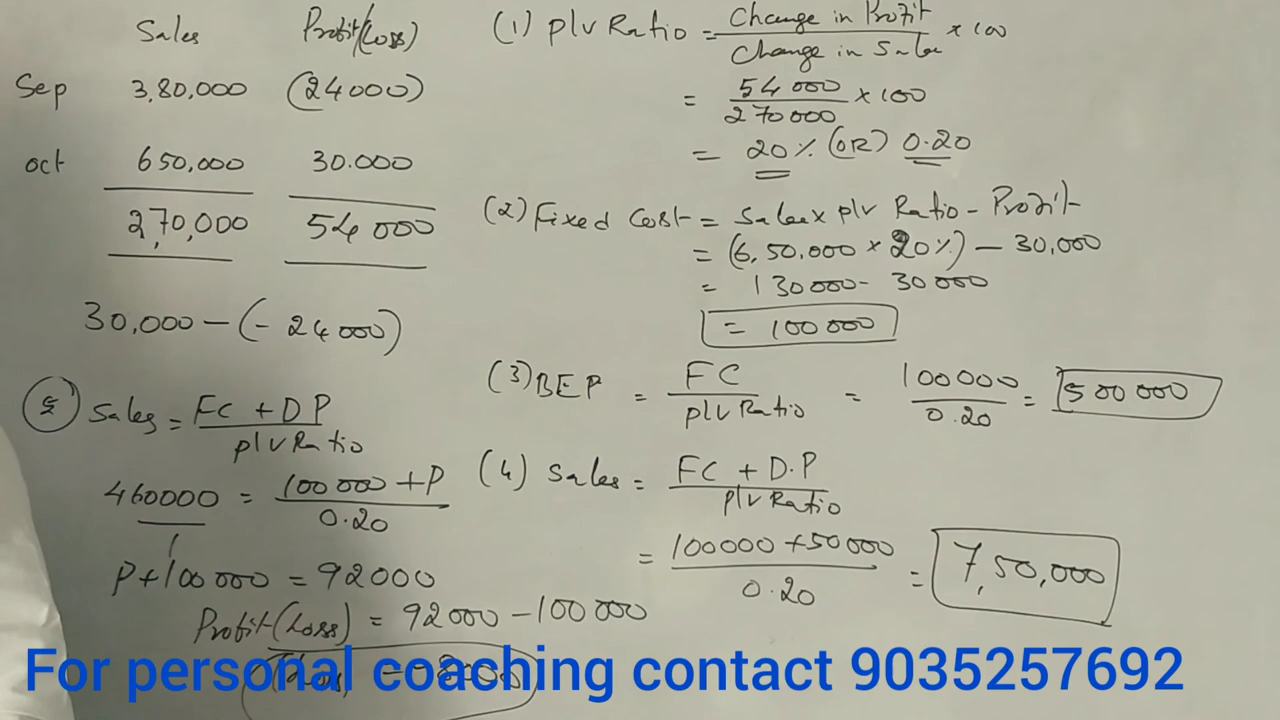 Sales Profit/(Loss)
Sep 3,80,000 (24000)
oct 650,000 30.000
2,70,000 54000
30,000 - (- 24000)
(1) P/V Ratio = Change in Profit / Change in Sales × 100
= 54000 / 270000 × 100
= 20% (OR) 0.20
(2) Fixed Cost = Sales × P/V Ratio - Profit
= (6,50,000 × 20%) - 30,000
= 130000 - 30000
= 100000
(3) BEP = FC / P/V Ratio = 100000 / 0.20 = 500000
(4) Sales = FC + D.P / P/V Ratio
= 100000 + 50000 / 0.20 = 7,50,000
5) Sales = FC + DP / P/V Ratio
460000 = 100000 + P / 0.20
P + 100000 = 92000
Profit (Loss) = 92000 - 100000
For personal coaching contact 9035257692